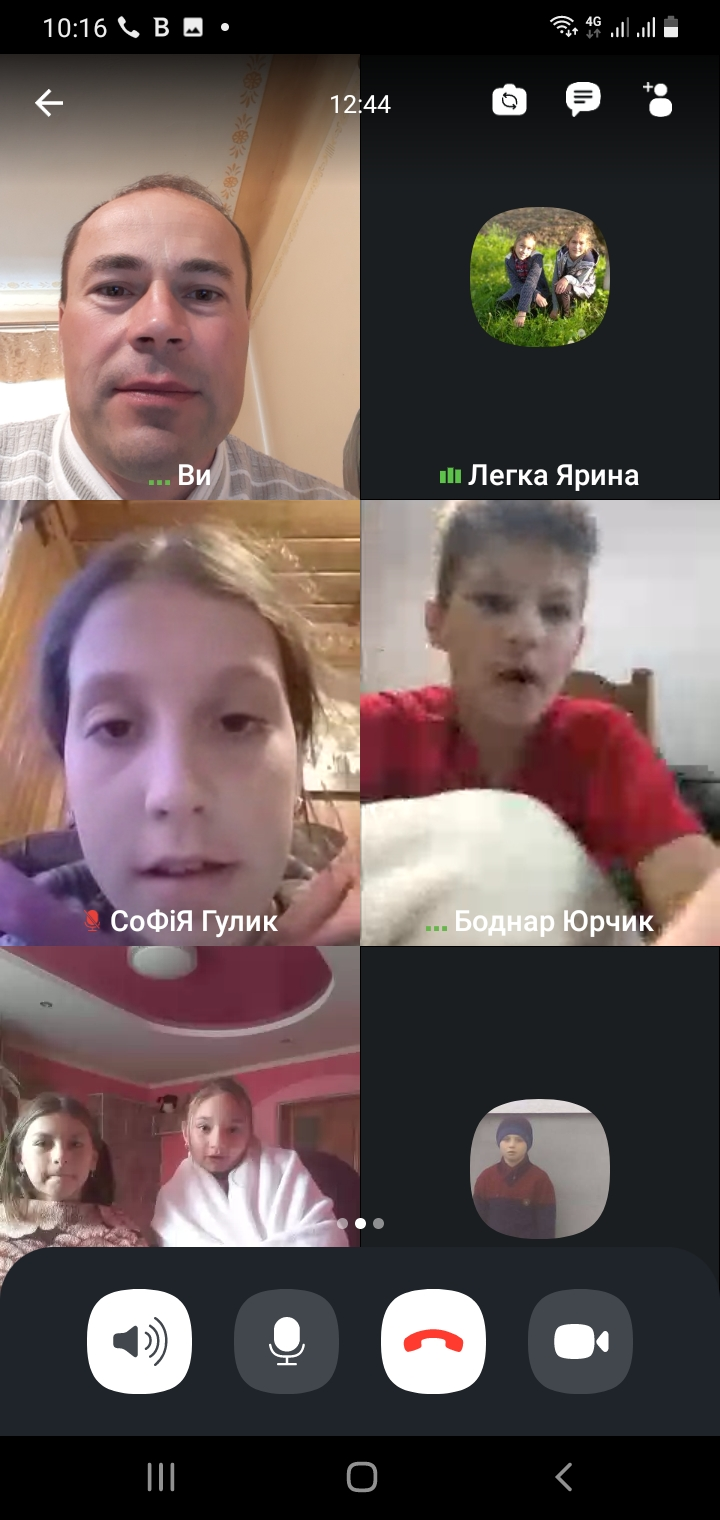 10:16 B 4G
12:44
Ви
Легка Ярина
СоФіЯ Гулик
Боднар Юрчик